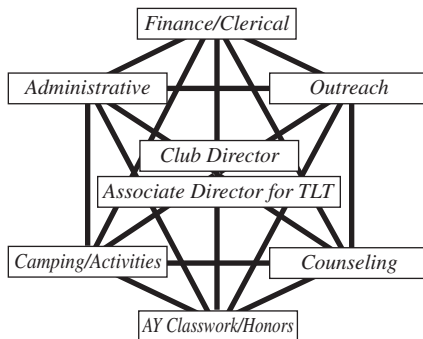 Finance/Clerical
Administrative
Outreach
Club Director
Associate Director for TLT
Camping/Activities
Counseling
AY Classwork/Honors